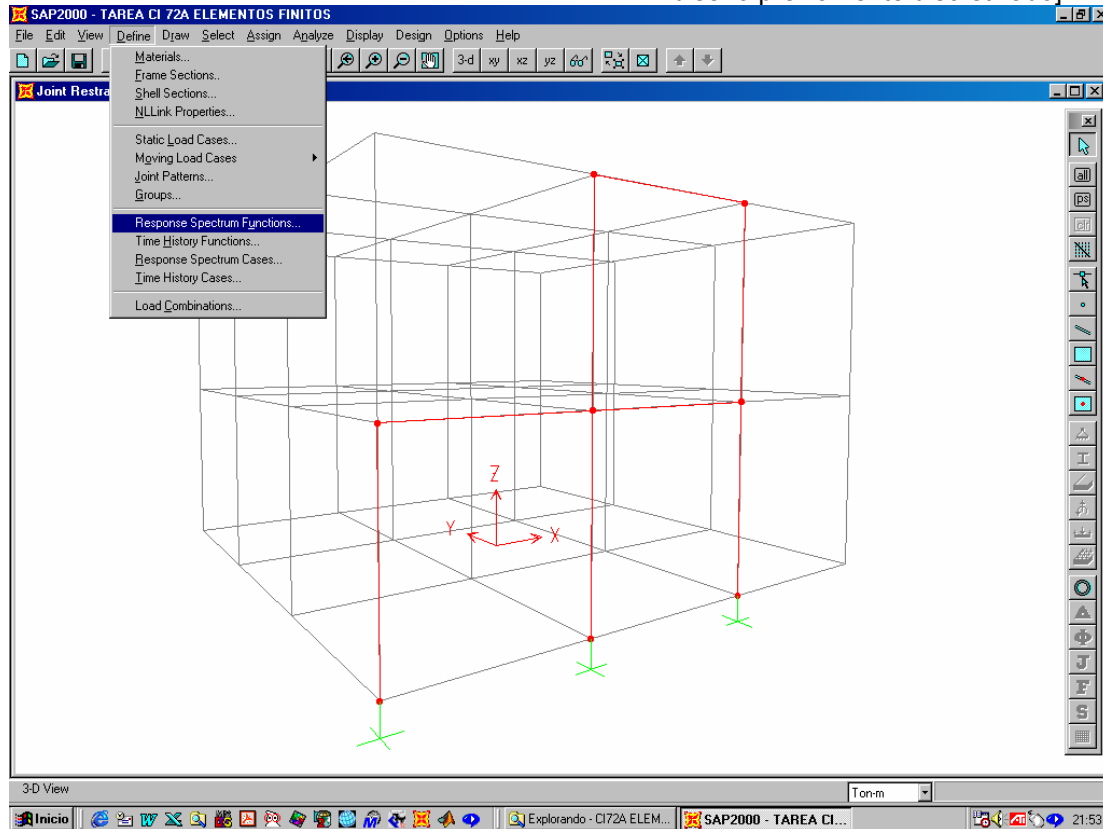 SAP2000 - TAREA CI 72A ELEMENTOS FINITOS
File Edit View Define Draw Select Assign Analyze Display Design Options Help
3-d xy xz yz
Joint Restra
Materials...
Frame Sections..
Shell Sections...
NLLink Properties...
Static Load Cases...
Moving Load Cases
Joint Patterns...
Groups...
Response Spectrum Functions...
Time History Functions...
Response Spectrum Cases...
Time History Cases...
Load Combinations...
all
ps
clr
Z
Y X
J
F
S
3-D View Ton-m
Inicio Explorando - CI72A ELEM... SAP2000 - TAREA CI... 21:53